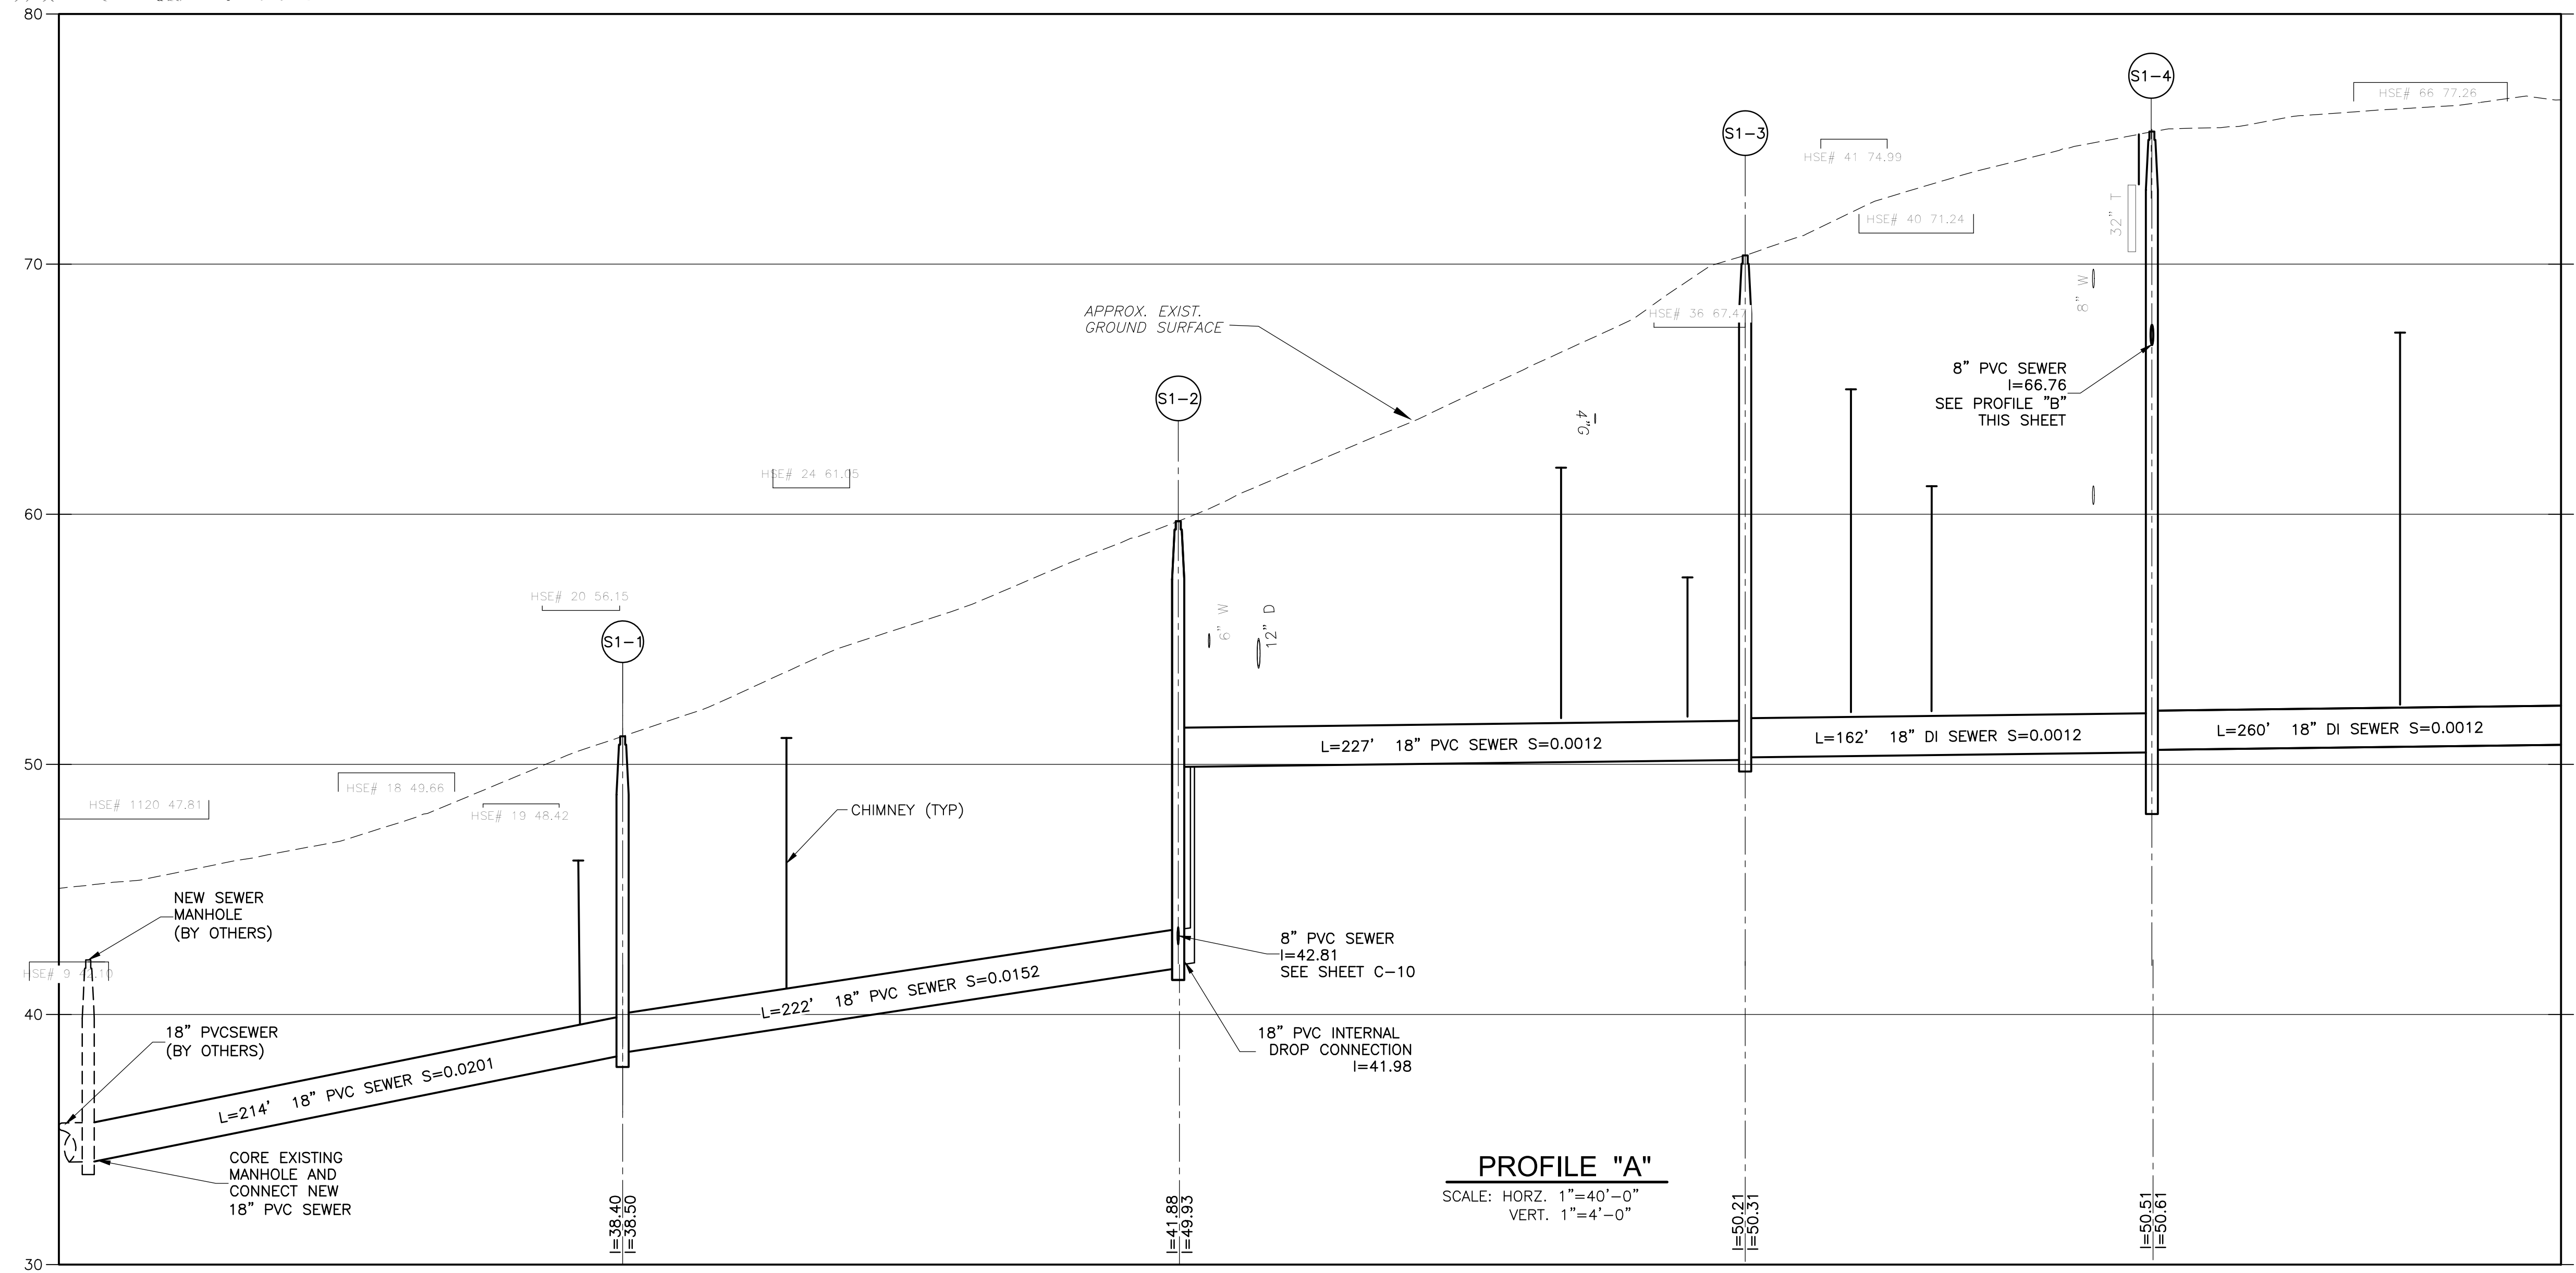 80
70
60
50
40
30
S1-1
S1-2
S1-3
S1-4
HSE# 66 77.26
HSE# 41 74.99
HSE# 40 71.24
HSE# 36 67.47
32" T
8" W
8" PVC SEWER
I=66.76
SEE PROFILE "B"
THIS SHEET
APPROX. EXIST.
GROUND SURFACE
4"G
HSE# 24 61.05
HSE# 20 56.15
6" W
12" D
L=227' 18" PVC SEWER S=0.0012
L=162' 18" DI SEWER S=0.0012
L=260' 18" DI SEWER S=0.0012
HSE# 1120 47.81
HSE# 18 49.66
HSE# 19 48.42
CHIMNEY (TYP)
NEW SEWER
MANHOLE
(BY OTHERS)
HSE# 9 42.10
18" PVCSEWER
(BY OTHERS)
L=214' 18" PVC SEWER S=0.0201
L=222' 18" PVC SEWER S=0.0152
8" PVC SEWER
I=42.81
SEE SHEET C-10
18" PVC INTERNAL
DROP CONNECTION
I=41.98
CORE EXISTING
MANHOLE AND
CONNECT NEW
18" PVC SEWER
PROFILE "A"
SCALE: HORZ. 1"=40'-0"
VERT. 1"=4'-0"
I=38.40
I=38.50
I=41.88
I=49.93
I=50.21
I=50.31
I=50.51
I=50.61